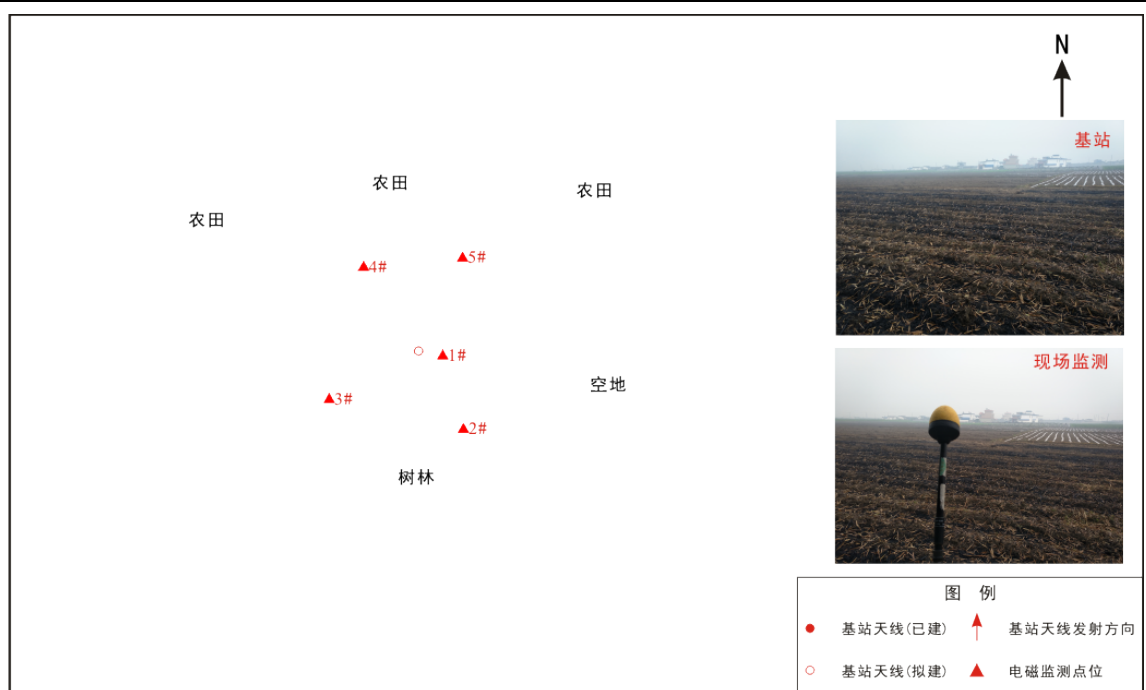 N
基站
农田
农田
农田
▲4#
▲5#
▲1#
现场监测
空地
▲3#
▲2#
树林
图 例
基站天线(已建)
基站天线发射方向
基站天线(拟建)
电磁监测点位